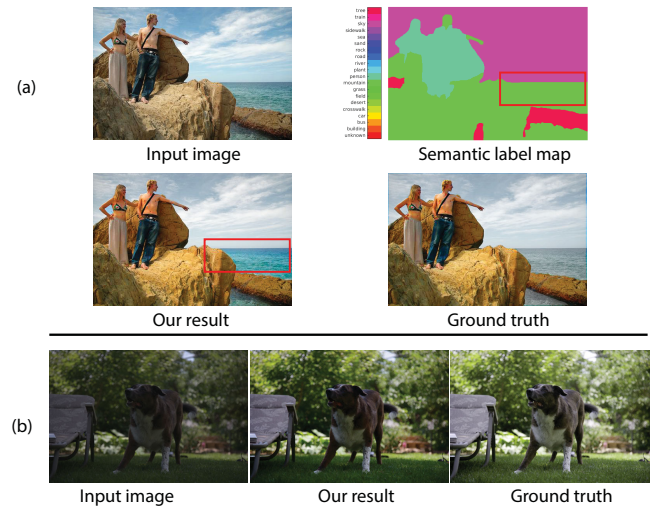 (a)
tree
train
sky
sidewalk
sea
sand
rock
road
river
plant
person
mountain
grass
field
desert
crosswalk
car
bus
building
unknown
Input image
Semantic label map
Our result
Ground truth
(b)
Input image
Our result
Ground truth